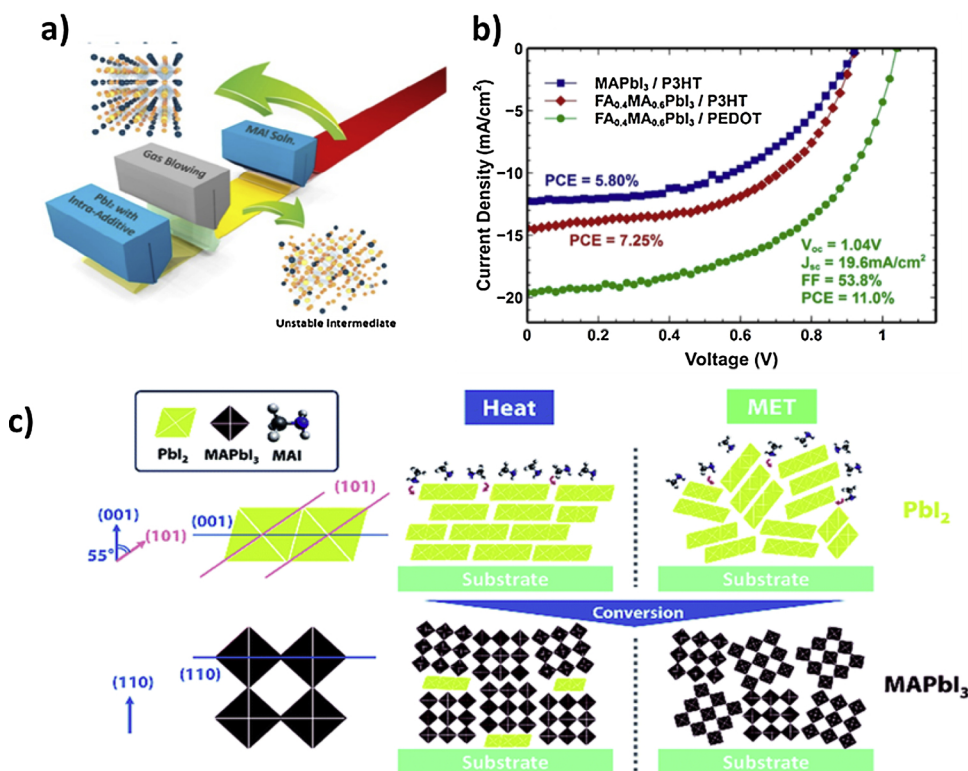 a)
MAI Soln.
Gas Blowing
PbI₂ with
Intra-Additive
Unstable Intermediate
b)
Current Density (mA/cm²)
0
−5
−10
−15
−20
MAPbI₃ / P3HT
FA₀.₄MA₀.₆PbI₃ / P3HT
FA₀.₄MA₀.₆PbI₃ / PEDOT
PCE = 5.80%
PCE = 7.25%
Vₒc = 1.04V
Jsc = 19.6mA/cm²
FF = 53.8%
PCE = 11.0%
0 0.2 0.4 0.6 0.8 1
Voltage (V)
c)
PbI₂ MAPbI₃ MAI
Heat
MET
(001)
55°
(101)
(001)
(101)
PbI₂
Substrate
Substrate
Conversion
(110)
(110)
MAPbI₃
Substrate
Substrate